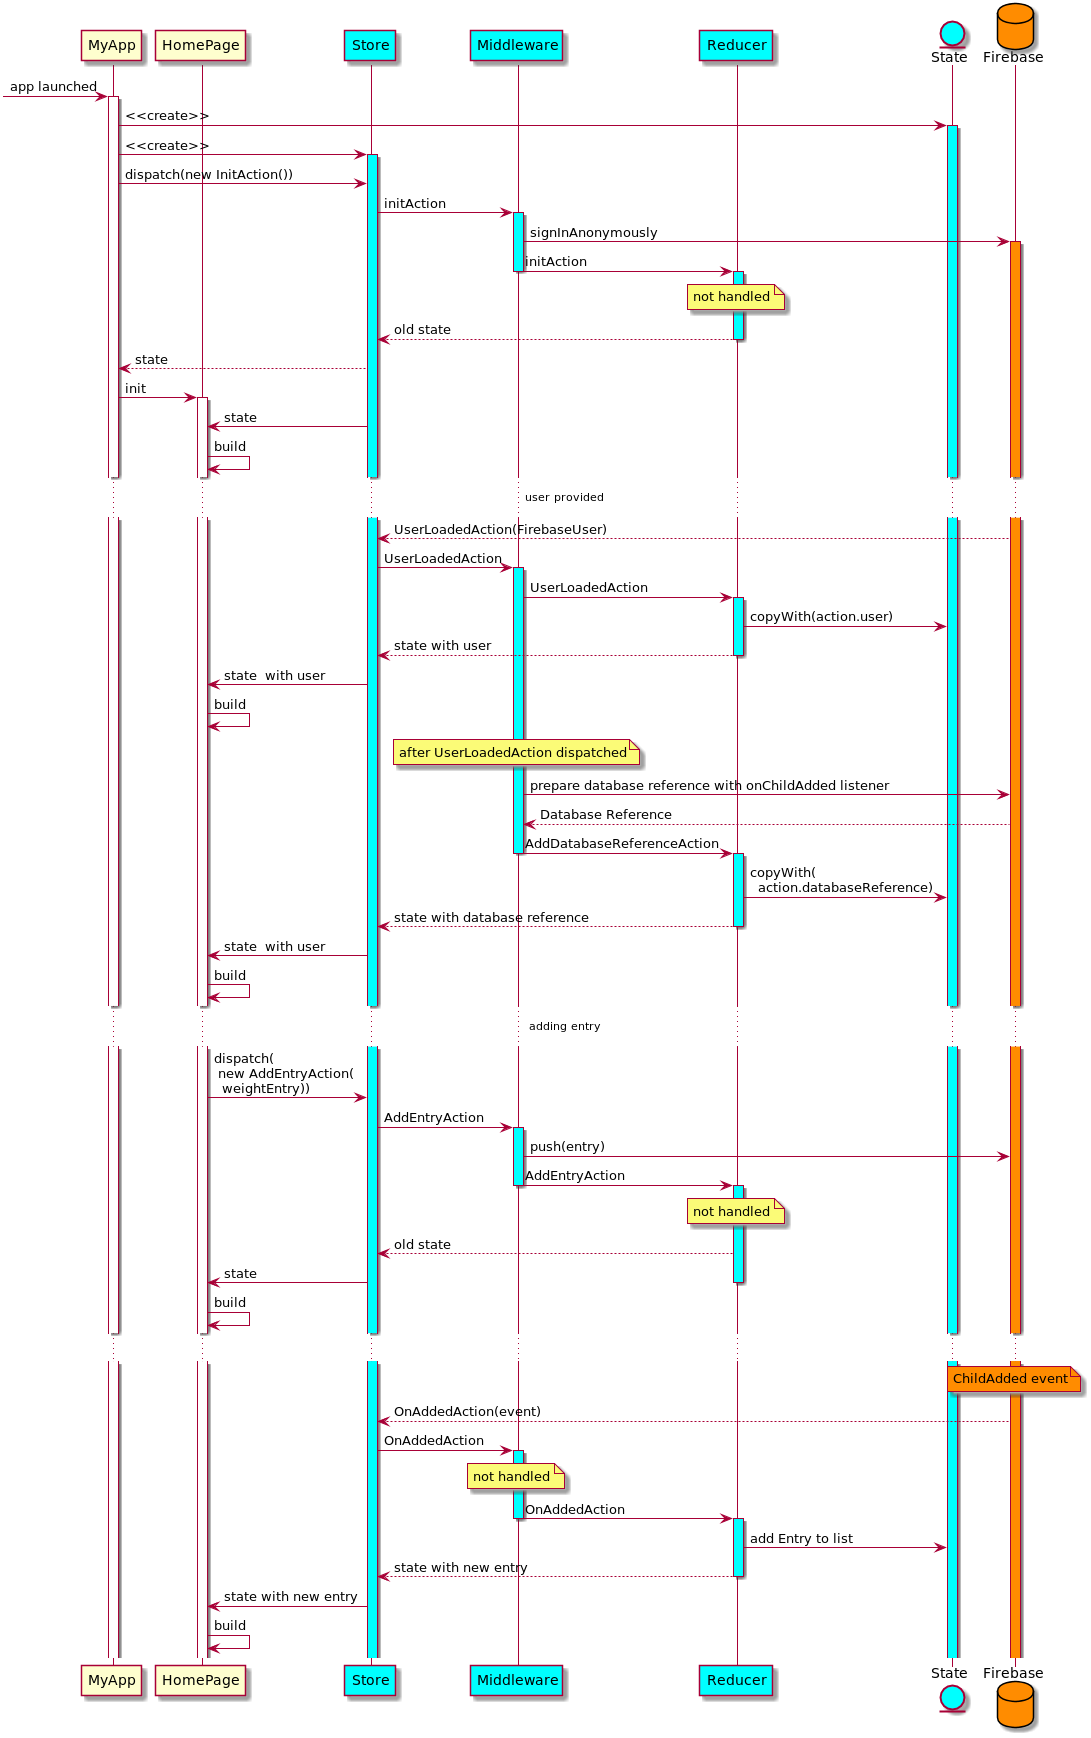 MyApp
HomePage
Store
Middleware
Reducer
State
Firebase
app launched
<<create>>
<<create>>
dispatch(new InitAction())
initAction
signInAnonymously
initAction
not handled
old state
state
init
state
build
user provided
UserLoadedAction(FirebaseUser)
UserLoadedAction
UserLoadedAction
copyWith(action.user)
state with user
state  with user
build
after UserLoadedAction dispatched
prepare database reference with onChildAdded listener
Database Reference
AddDatabaseReferenceAction
copyWith(
action.databaseReference)
state with database reference
state  with user
build
adding entry
dispatch(
new AddEntryAction(
weightEntry))
AddEntryAction
push(entry)
AddEntryAction
not handled
old state
state
build
ChildAdded event
OnAddedAction(event)
OnAddedAction
not handled
OnAddedAction
add Entry to list
state with new entry
state with new entry
build
MyApp
HomePage
Store
Middleware
Reducer
State
Firebase